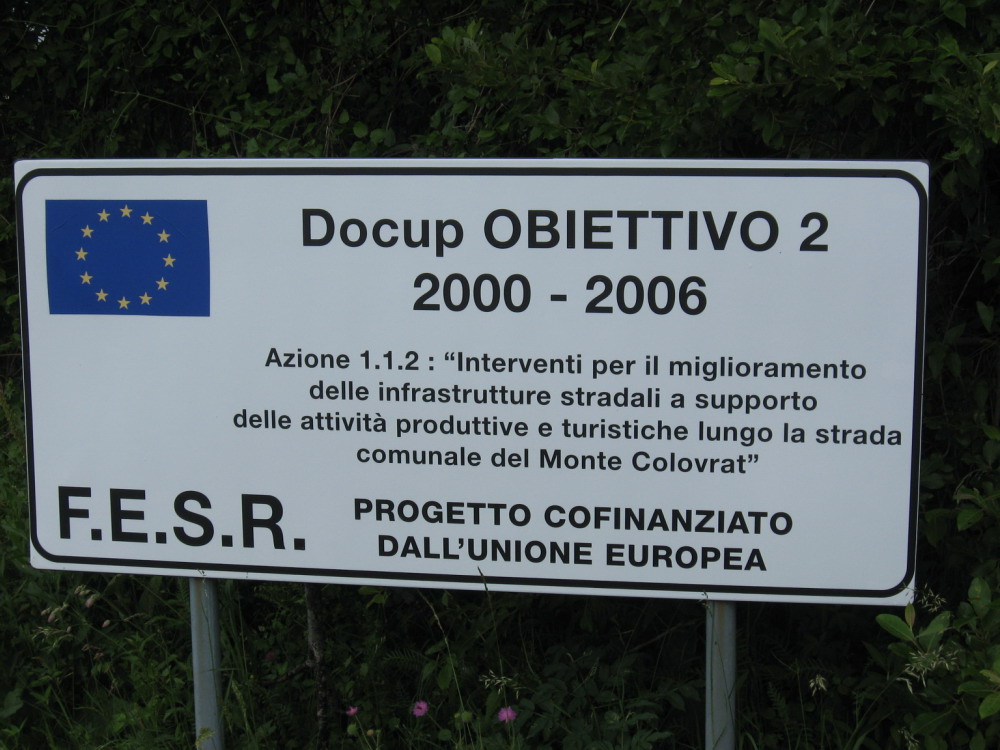 Docup OBIETTIVO 2
2000 - 2006
Azione 1.1.2 : “Interventi per il miglioramento
delle infrastrutture stradali a supporto
delle attività produttive e turistiche lungo la strada
comunale del Monte Colovrat”
F.E.S.R.
PROGETTO COFINANZIATO
DALL’UNIONE EUROPEA